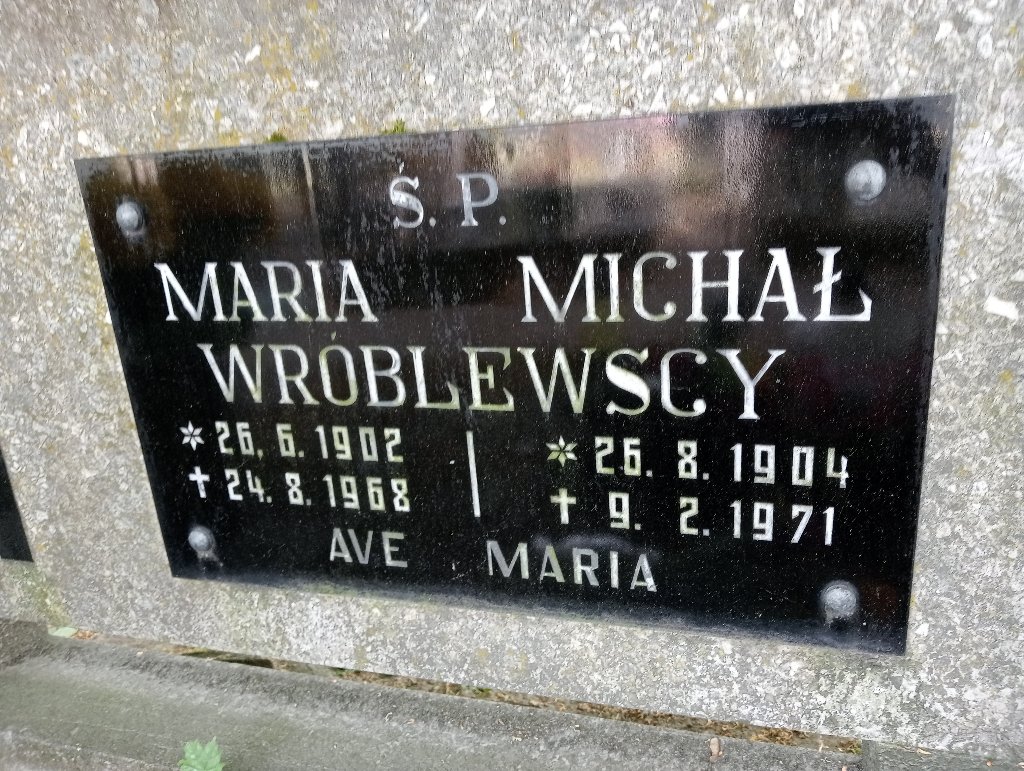 Ś. P.
MARIA MICHAŁ
WRÓBLEWSCY
* 26. 6. 1902 * 26. 8. 1904
✝ 24. 8. 1968 ✝ 9. 2. 1971
AVE MARIA